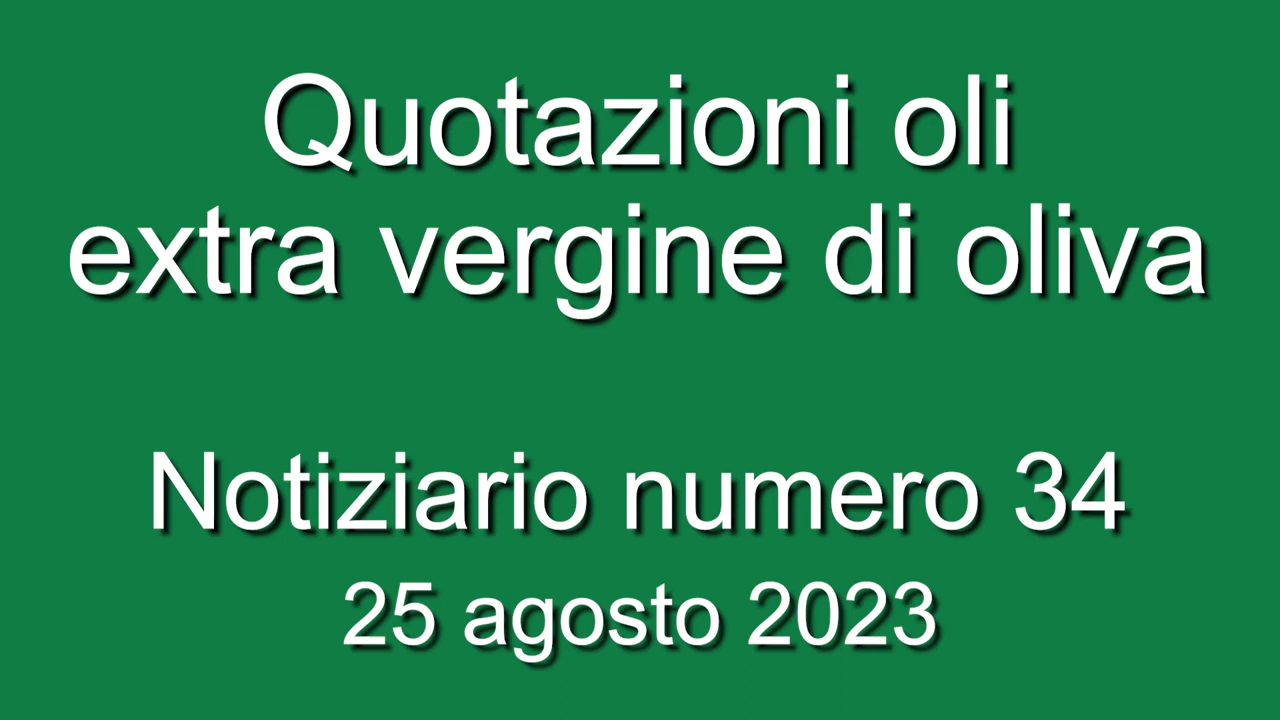 Quotazioni oli
extra vergine di oliva
Notiziario numero 34
25 agosto 2023